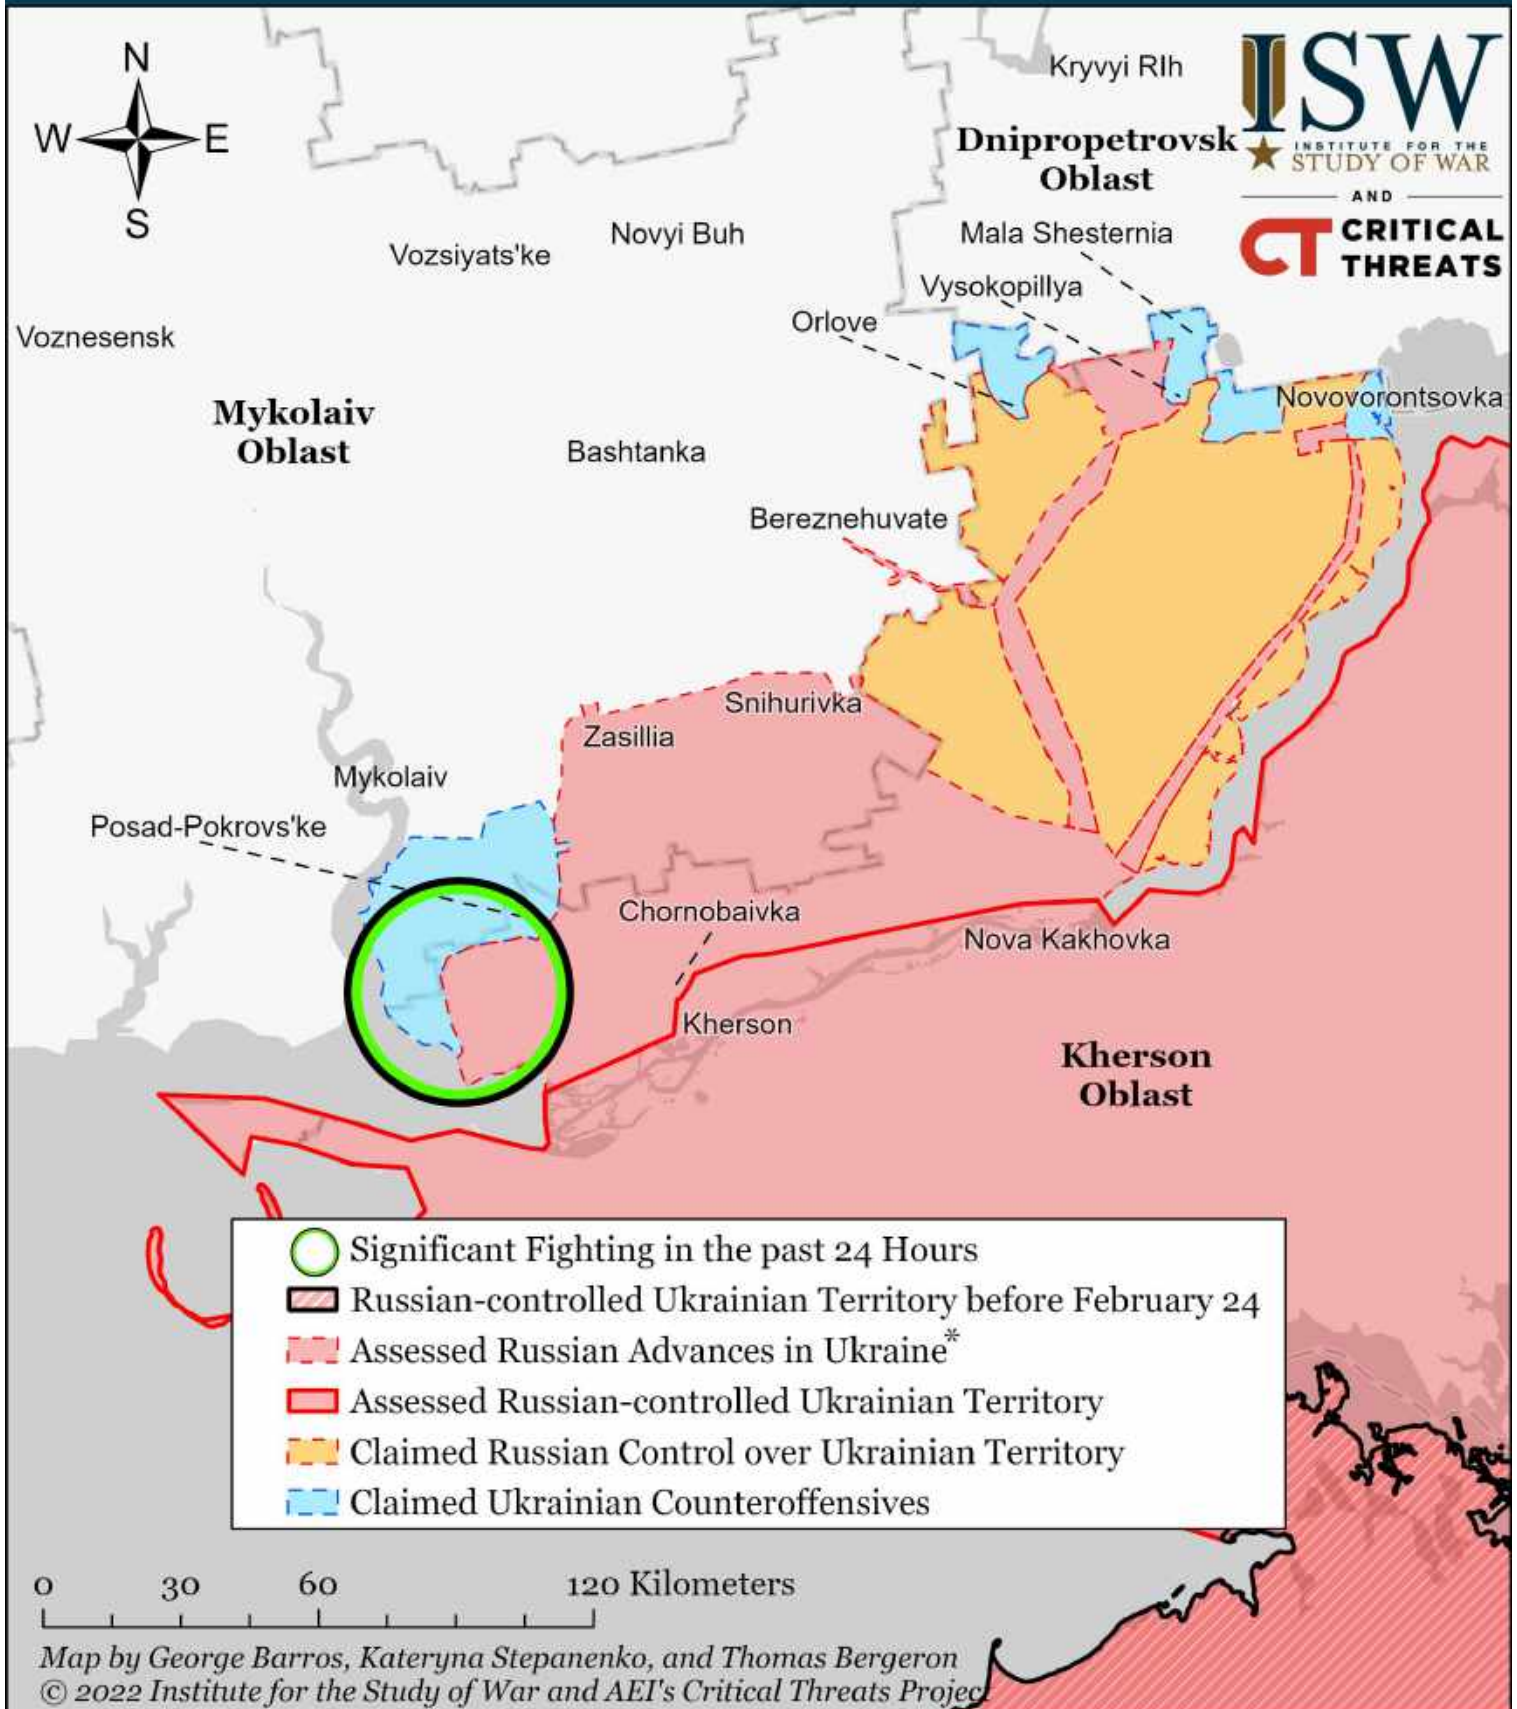 N
W E
S
Kryvyi RIh
ISW
INSTITUTE FOR THE
STUDY OF WAR
AND
CT CRITICAL
THREATS
Dnipropetrovsk
Oblast
Mala Shesternia
Novyi Buh
Vozsiyats'ke
Vysokopillya
Orlove
Voznesensk
Mykolaiv
Oblast
Novovorontsovka
Bashtanka
Bereznehuvate
Snihurivka
Zasillia
Mykolaiv
Posad-Pokrovs'ke
Chornobaivka
Nova Kakhovka
Kherson
Kherson
Oblast
Significant Fighting in the past 24 Hours
Russian-controlled Ukrainian Territory before February 24
Assessed Russian Advances in Ukraine*
Assessed Russian-controlled Ukrainian Territory
Claimed Russian Control over Ukrainian Territory
Claimed Ukrainian Counteroffensives
0 30 60 120 Kilometers
Map by George Barros, Kateryna Stepanenko, and Thomas Bergeron
© 2022 Institute for the Study of War and AEI's Critical Threats Project